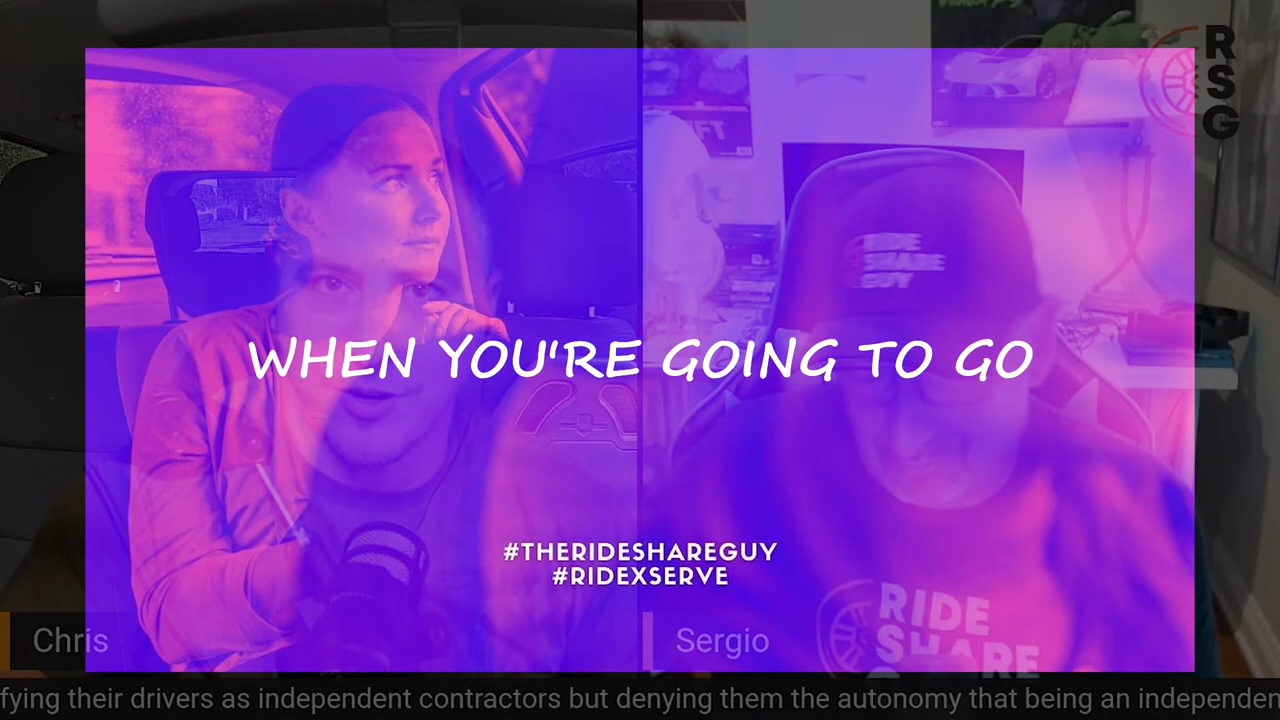 RSG
FT
RIDE
SHARE
GUY
WHEN YOU'RE GOING TO GO
#THERIDESHAREGUY
#RIDEXSERVE
RIDE
SHARE
Chris
Sergio
fying their drivers as independent contractors but denying them the autonomy that being an independen